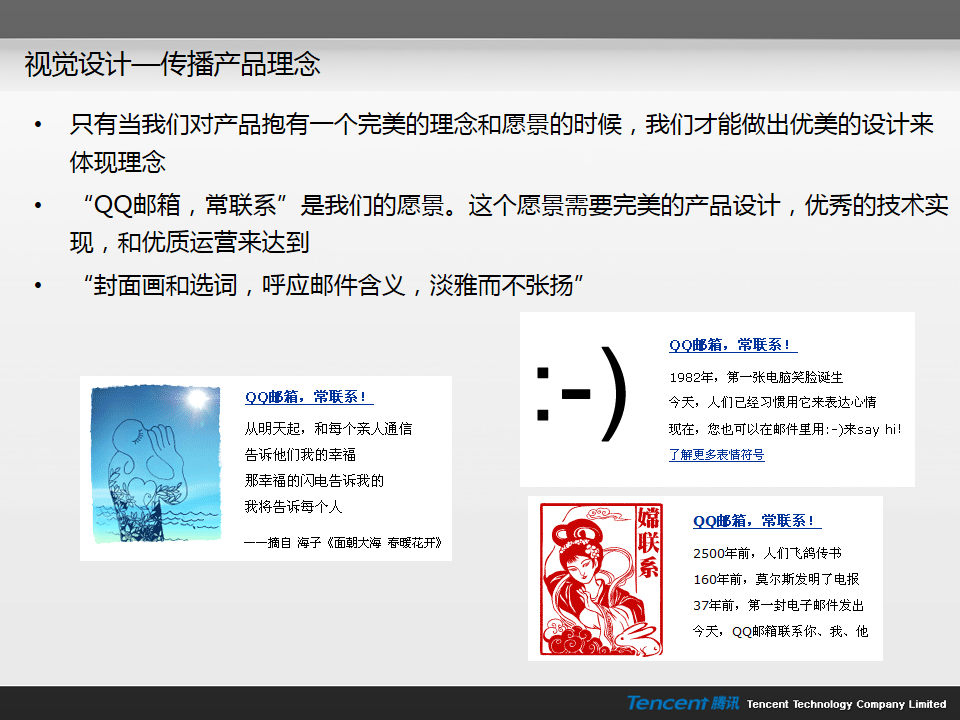 视觉设计—传播产品理念
• 只有当我们对产品抱有一个完美的理念和愿景的时候，我们才能做出优美的设计来
体现理念
• “QQ邮箱，常联系”是我们的愿景。这个愿景需要完美的产品设计，优秀的技术实
现，和优质运营来达到
• “封面画和选词，呼应邮件含义，淡雅而不张扬”
QQ邮箱，常联系！
从明天起，和每个亲人通信
告诉他们我的幸福
那幸福的闪电告诉我的
我将告诉每个人
——摘自 海子《面朝大海 春暖花开》
:-)
QQ邮箱，常联系！
1982年，第一张电脑笑脸诞生
今天，人们已经习惯用它来表达心情
现在，您也可以在邮件里用:-)来say hi!
了解更多表情符号
嫦联系
QQ邮箱，常联系！
2500年前，人们飞鸽传书
160年前，莫尔斯发明了电报
37年前，第一封电子邮件发出
今天，QQ邮箱联系你、我、他
Tencent 腾讯 Tencent Technology Company Limited